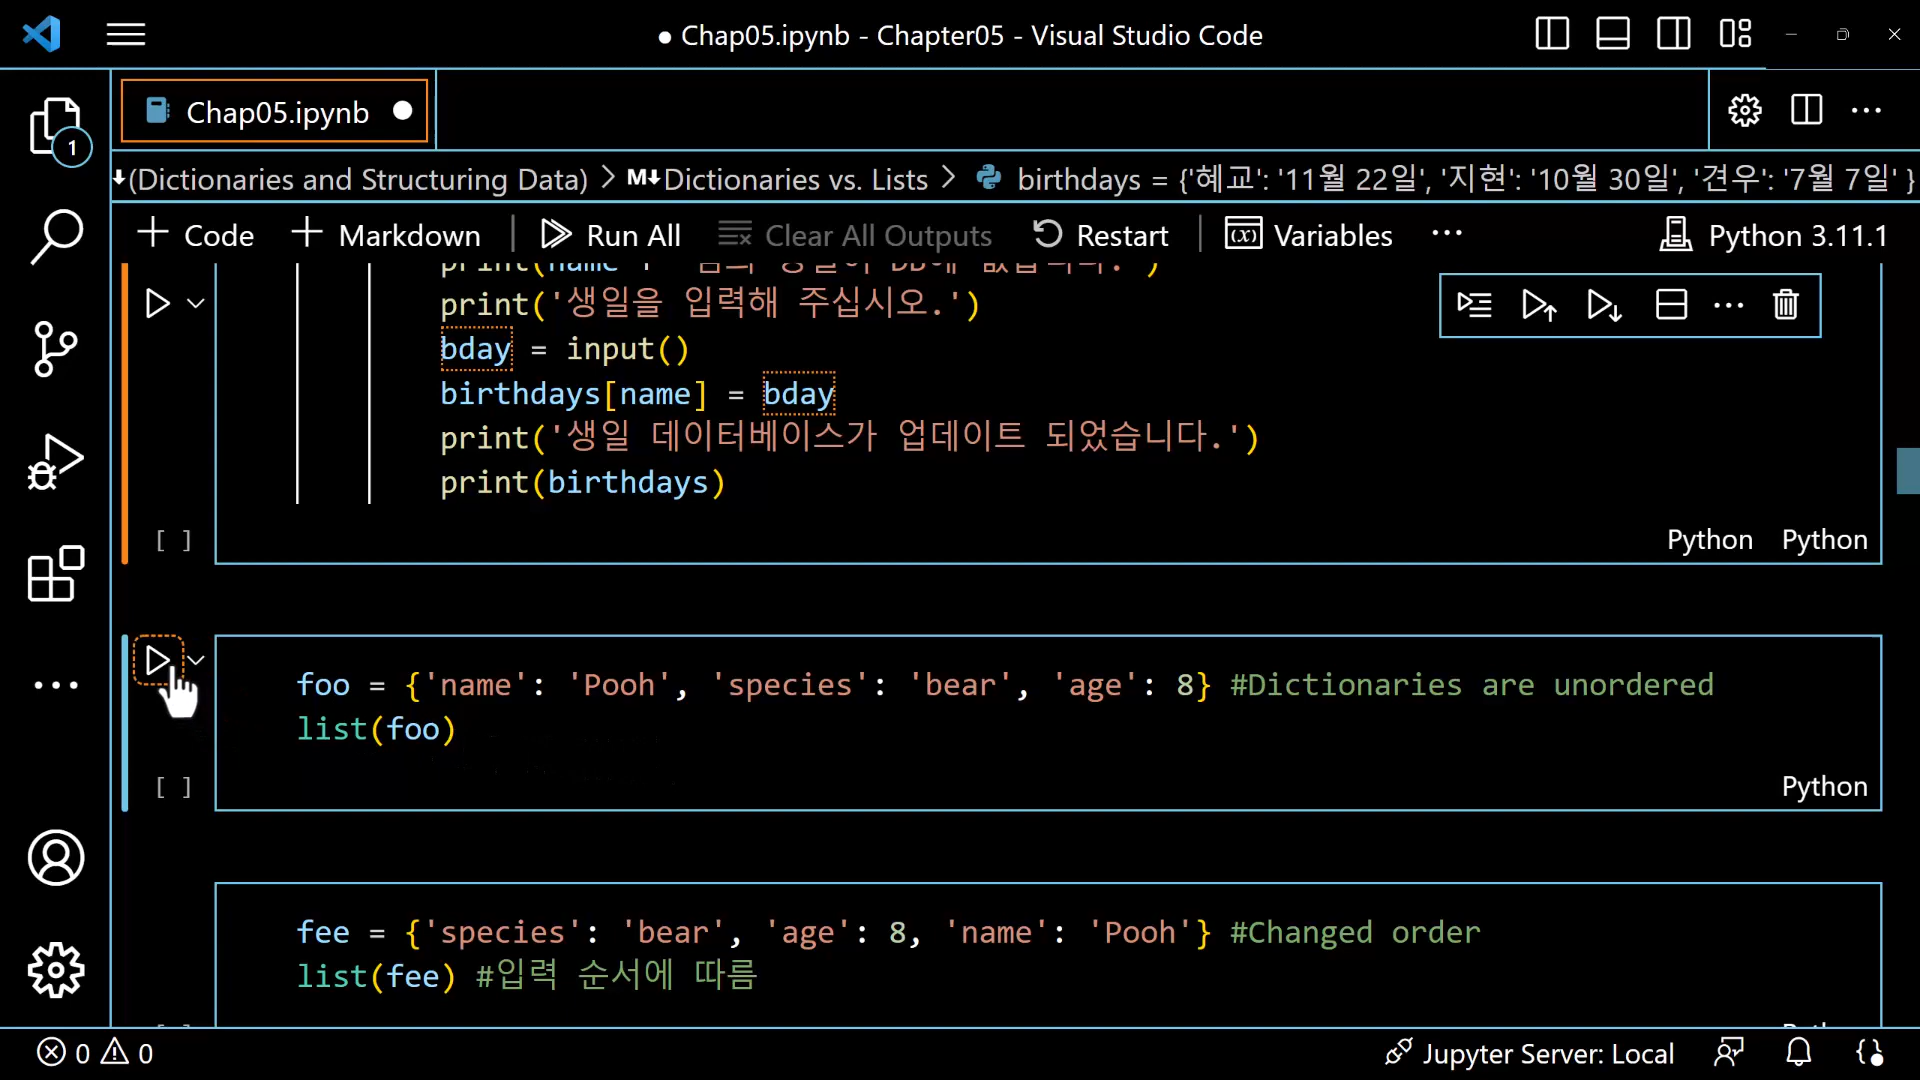 ● Chap05.ipynb - Chapter05 - Visual Studio Code
Chap05.ipynb ●
1
(Dictionaries and Structuring Data) > M↓Dictionaries vs. Lists > birthdays = {'혜교': '11월 22일', '지현': '10월 30일', '견우': '7월 7일' }
+ Code + Markdown | Run All Clear All Outputs Restart | Variables ··· Python 3.11.1
print('생일을 입력해 주십시오.')
bday = input()
birthdays[name] = bday
print('생일 데이터베이스가 업데이트 되었습니다.')
print(birthdays)
[ ]
Python Python
foo = {'name': 'Pooh', 'species': 'bear', 'age': 8} #Dictionaries are unordered
list(foo)
[ ]
Python
fee = {'species': 'bear', 'age': 8, 'name': 'Pooh'} #Changed order
list(fee) #입력 순서에 따름
0 0
Jupyter Server: Local